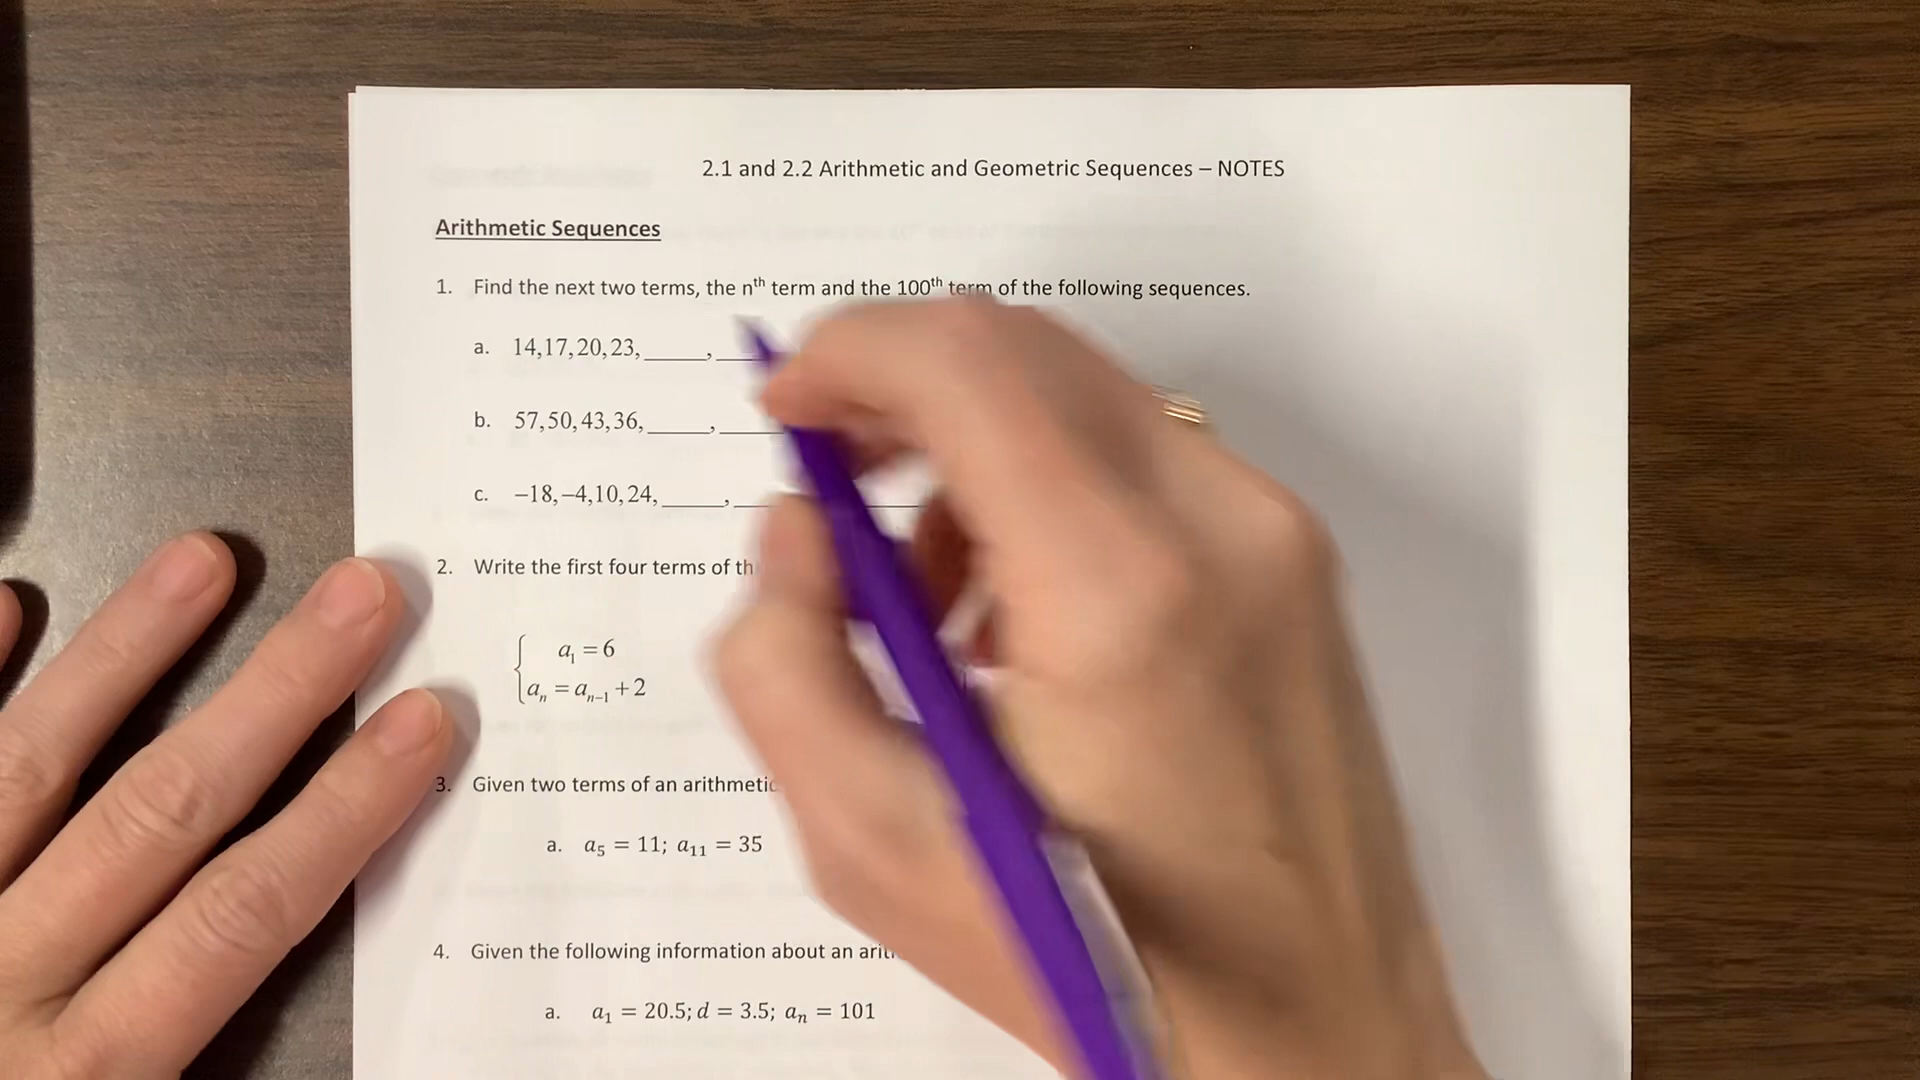 2.1 and 2.2 Arithmetic and Geometric Sequences – NOTES
Arithmetic Sequences
1. Find the next two terms, the nᵗʰ term and the 100ᵗʰ term of the following sequences.
a. 14,17,20,23,_____,____
b. 57,50,43,36,_____,_____
c. –18,–4,10,24,_____,____ ____
2. Write the first four terms of
a₁ = 6
aₙ = aₙ₋₁ + 2
3. Given two terms of an arithmetic
a. a₅ = 11; a₁₁ = 35
4. Given the following information about an
a. a₁ = 20.5; d = 3.5; aₙ = 101